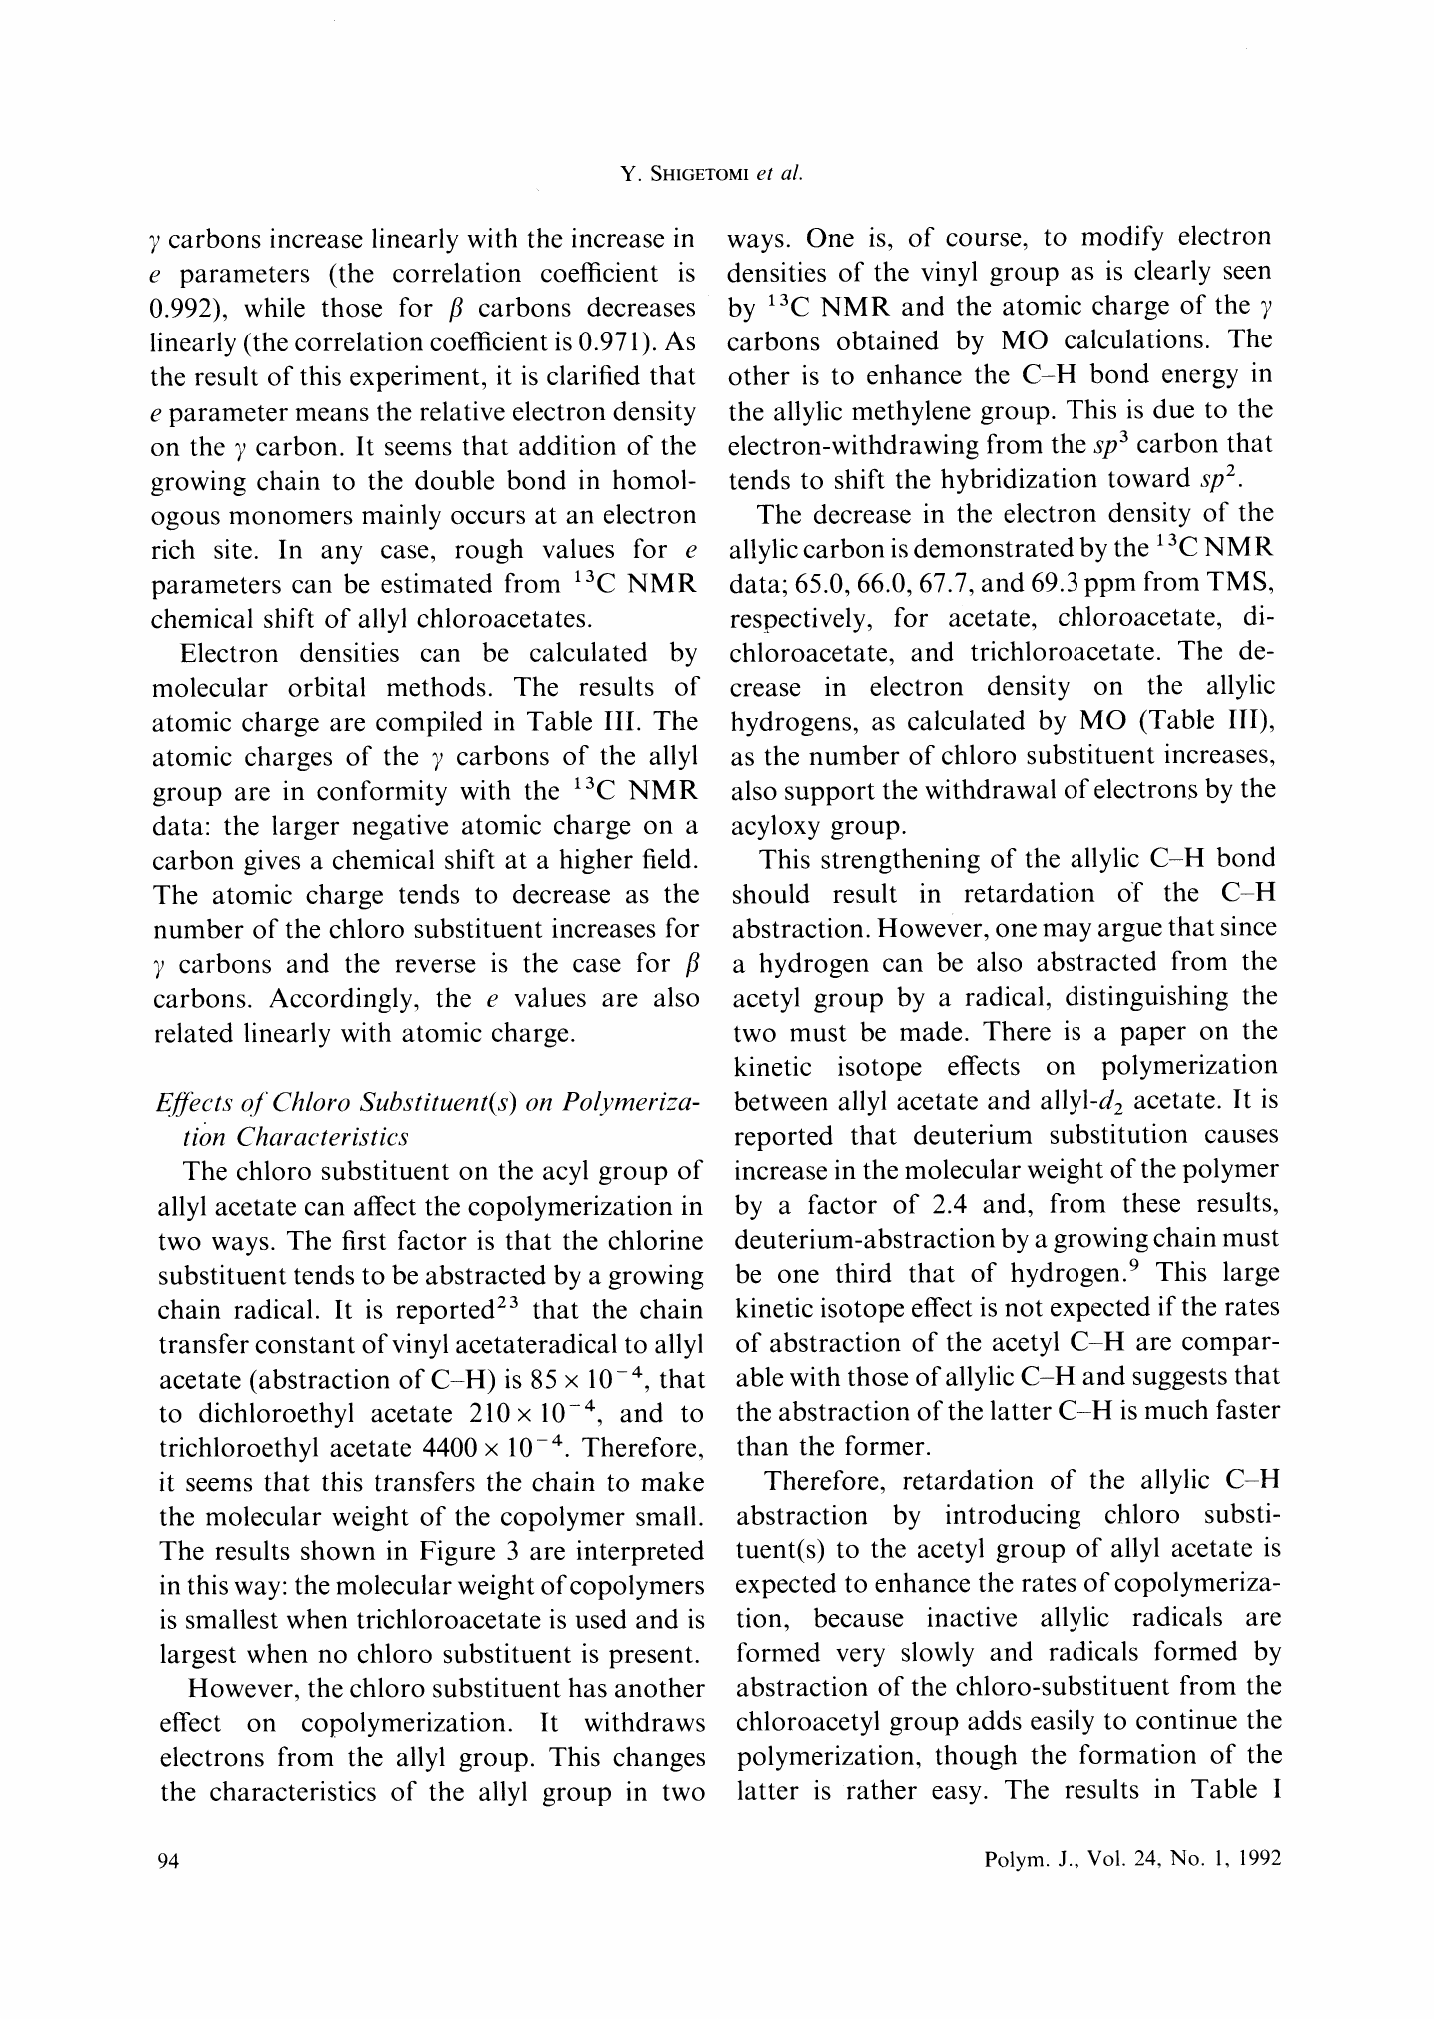 Y. SHIGETOMI et al.
γ carbons increase linearly with the increase in
e parameters (the correlation coefficient is
0.992), while those for β carbons decreases
linearly (the correlation coefficient is 0.971). As
the result of this experiment, it is clarified that
e parameter means the relative electron density
on the γ carbon. It seems that addition of the
growing chain to the double bond in homol-
ogous monomers mainly occurs at an electron
rich site. In any case, rough values for e
parameters can be estimated from ¹³C NMR
chemical shift of allyl chloroacetates.
Electron densities can be calculated by
molecular orbital methods. The results of
atomic charge are compiled in Table III. The
atomic charges of the γ carbons of the allyl
group are in conformity with the ¹³C NMR
data: the larger negative atomic charge on a
carbon gives a chemical shift at a higher field.
The atomic charge tends to decrease as the
number of the chloro substituent increases for
γ carbons and the reverse is the case for β
carbons. Accordingly, the e values are also
related linearly with atomic charge.
Effects of Chloro Substituent(s) on Polymeriza-
tion Characteristics
The chloro substituent on the acyl group of
allyl acetate can affect the copolymerization in
two ways. The first factor is that the chlorine
substituent tends to be abstracted by a growing
chain radical. It is reported²³ that the chain
transfer constant of vinyl acetateradical to allyl
acetate (abstraction of C–H) is 85 × 10⁻⁴, that
to dichloroethyl acetate 210 × 10⁻⁴, and to
trichloroethyl acetate 4400 × 10⁻⁴. Therefore,
it seems that this transfers the chain to make
the molecular weight of the copolymer small.
The results shown in Figure 3 are interpreted
in this way: the molecular weight of copolymers
is smallest when trichloroacetate is used and is
largest when no chloro substituent is present.
However, the chloro substituent has another
effect on copolymerization. It withdraws
electrons from the allyl group. This changes
the characteristics of the allyl group in two
ways. One is, of course, to modify electron
densities of the vinyl group as is clearly seen
by ¹³C NMR and the atomic charge of the γ
carbons obtained by MO calculations. The
other is to enhance the C–H bond energy in
the allylic methylene group. This is due to the
electron-withdrawing from the sp³ carbon that
tends to shift the hybridization toward sp².
The decrease in the electron density of the
allylic carbon is demonstrated by the ¹³C NMR
data; 65.0, 66.0, 67.7, and 69.3 ppm from TMS,
respectively, for acetate, chloroacetate, di-
chloroacetate, and trichloroacetate. The de-
crease in electron density on the allylic
hydrogens, as calculated by MO (Table III),
as the number of chloro substituent increases,
also support the withdrawal of electrons by the
acyloxy group.
This strengthening of the allylic C–H bond
should result in retardation of the C–H
abstraction. However, one may argue that since
a hydrogen can be also abstracted from the
acetyl group by a radical, distinguishing the
two must be made. There is a paper on the
kinetic isotope effects on polymerization
between allyl acetate and allyl-d₂ acetate. It is
reported that deuterium substitution causes
increase in the molecular weight of the polymer
by a factor of 2.4 and, from these results,
deuterium-abstraction by a growing chain must
be one third that of hydrogen.⁹ This large
kinetic isotope effect is not expected if the rates
of abstraction of the acetyl C–H are compar-
able with those of allylic C–H and suggests that
the abstraction of the latter C–H is much faster
than the former.
Therefore, retardation of the allylic C–H
abstraction by introducing chloro substi-
tuent(s) to the acetyl group of allyl acetate is
expected to enhance the rates of copolymeriza-
tion, because inactive allylic radicals are
formed very slowly and radicals formed by
abstraction of the chloro-substituent from the
chloroacetyl group adds easily to continue the
polymerization, though the formation of the
latter is rather easy. The results in Table I
94
Polym. J., Vol. 24, No. 1, 1992